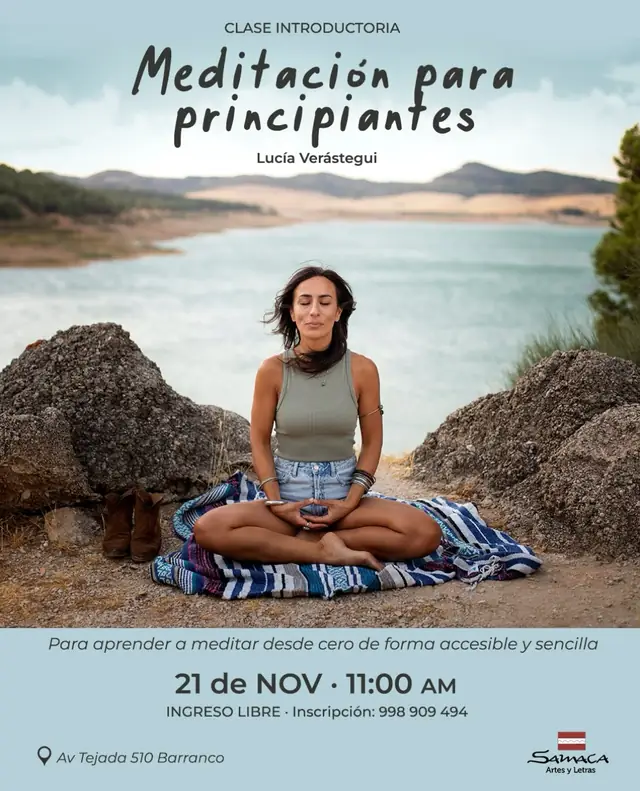 CLASE INTRODUCTORIA
Meditación para
principiantes
Lucía Verástegui
Para aprender a meditar desde cero de forma accesible y sencilla
21 de NOV · 11:00 AM
INGRESO LIBRE · Inscripción: 998 909 494
Av Tejada 510 Barranco
SAMACA
Artes y Letras